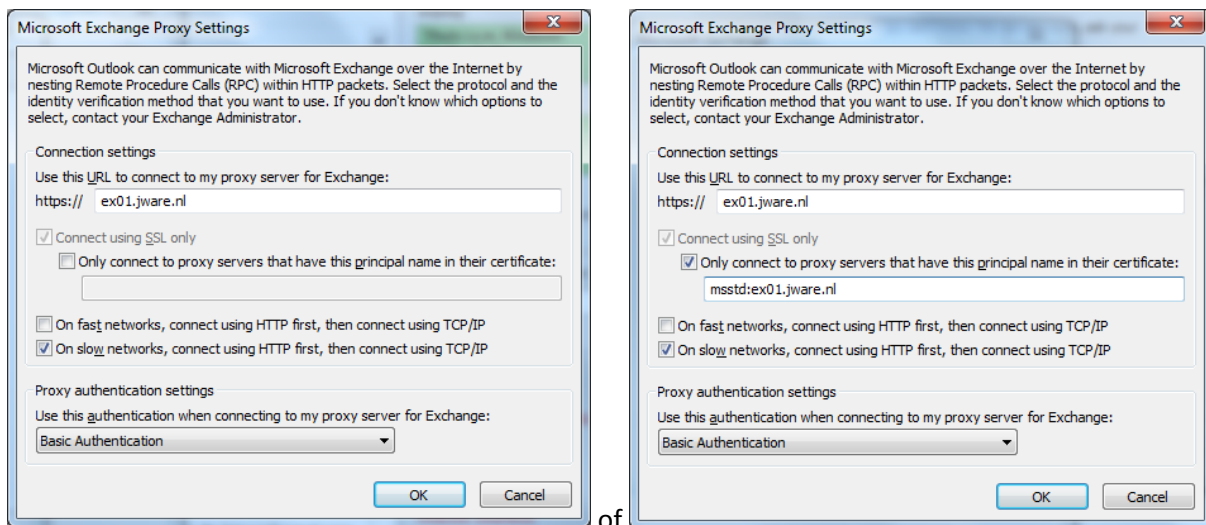 Microsoft Exchange Proxy Settings
Microsoft Outlook can communicate with Microsoft Exchange over the Internet by
nesting Remote Procedure Calls (RPC) within HTTP packets. Select the protocol and the
identity verification method that you want to use. If you don't know which options to
select, contact your Exchange Administrator.
Connection settings
Use this URL to connect to my proxy server for Exchange:
https:// ex01.jware.nl
Connect using SSL only
Only connect to proxy servers that have this principal name in their certificate:
On fast networks, connect using HTTP first, then connect using TCP/IP
On slow networks, connect using HTTP first, then connect using TCP/IP
Proxy authentication settings
Use this authentication when connecting to my proxy server for Exchange:
Basic Authentication
OK Cancel
of
Microsoft Exchange Proxy Settings
Microsoft Outlook can communicate with Microsoft Exchange over the Internet by
nesting Remote Procedure Calls (RPC) within HTTP packets. Select the protocol and the
identity verification method that you want to use. If you don't know which options to
select, contact your Exchange Administrator.
Connection settings
Use this URL to connect to my proxy server for Exchange:
https:// ex01.jware.nl
Connect using SSL only
Only connect to proxy servers that have this principal name in their certificate:
msstd:ex01.jware.nl
On fast networks, connect using HTTP first, then connect using TCP/IP
On slow networks, connect using HTTP first, then connect using TCP/IP
Proxy authentication settings
Use this authentication when connecting to my proxy server for Exchange:
Basic Authentication
OK Cancel